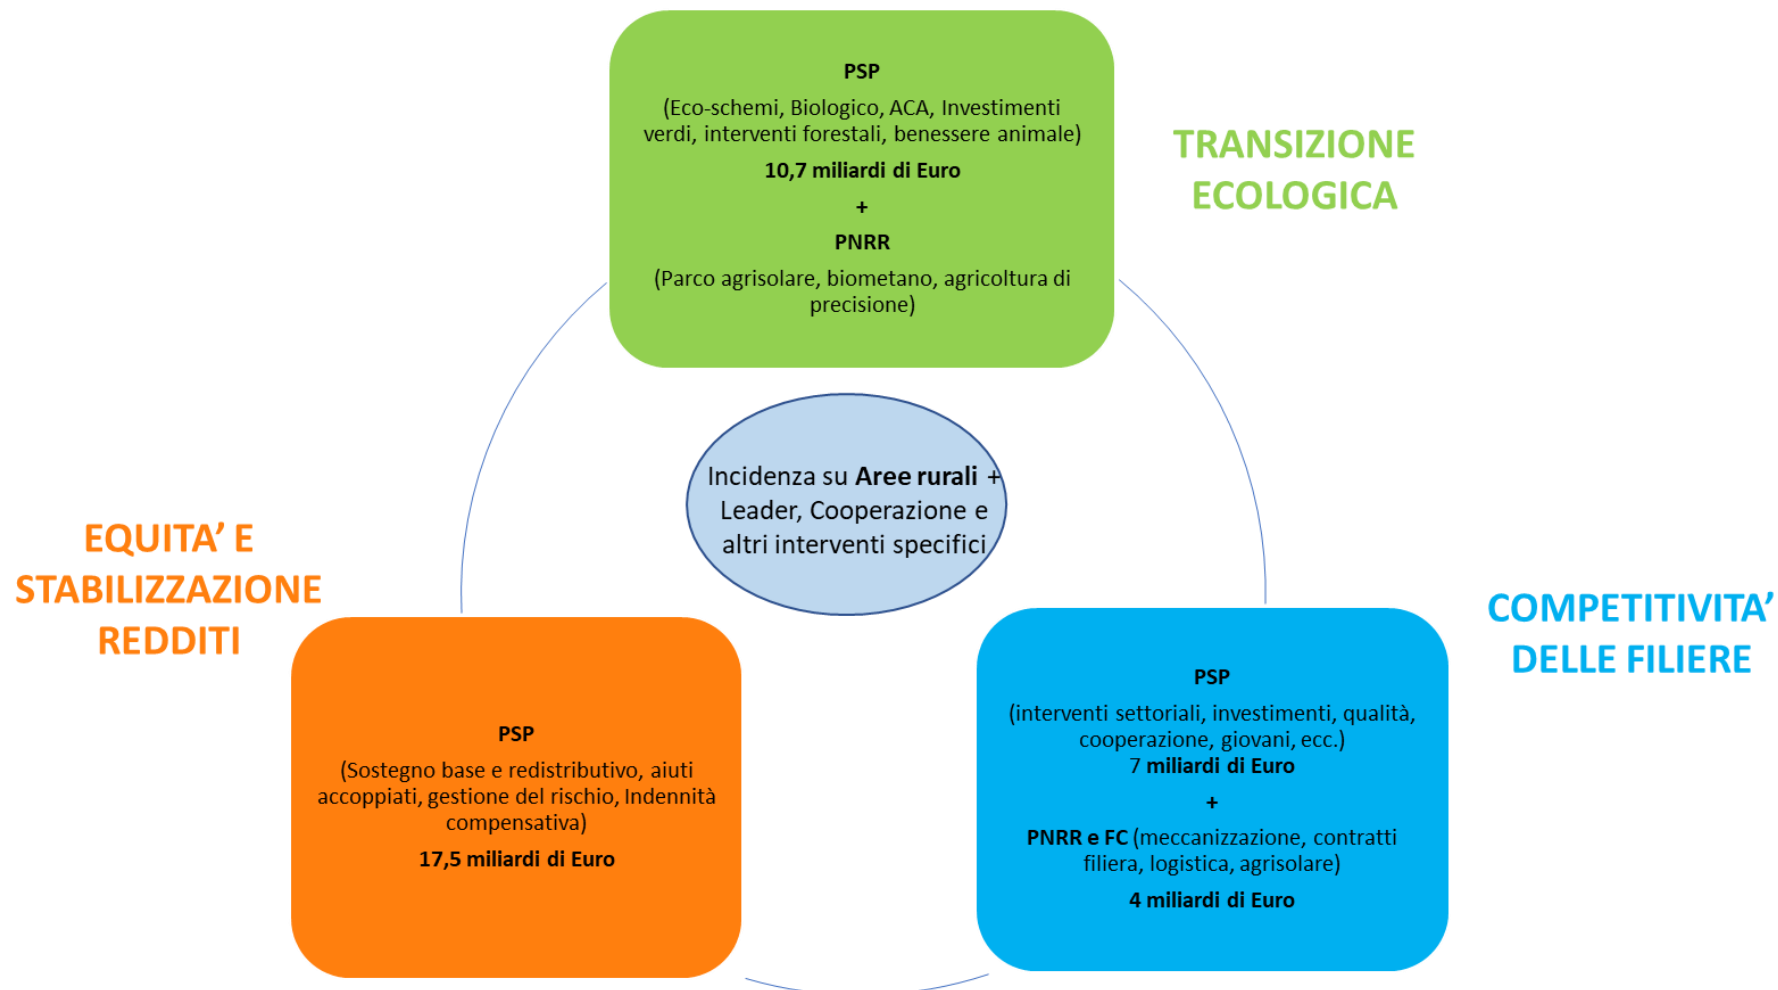 PSP
(Eco-schemi, Biologico, ACA, Investimenti
verdi, interventi forestali, benessere animale)
10,7 miliardi di Euro
+
PNRR
(Parco agrisolare, biometano, agricoltura di
precisione)
TRANSIZIONE
ECOLOGICA
Incidenza su Aree rurali +
Leader, Cooperazione e
altri interventi specifici
EQUITA’ E
STABILIZZAZIONE
REDDITI
PSP
(Sostegno base e redistributivo, aiuti
accoppiati, gestione del rischio, Indennità
compensativa)
17,5 miliardi di Euro
COMPETITIVITA’
DELLE FILIERE
PSP
(interventi settoriali, investimenti, qualità,
cooperazione, giovani, ecc.)
7 miliardi di Euro
+
PNRR e FC (meccanizzazione, contratti
filiera, logistica, agrisolare)
4 miliardi di Euro